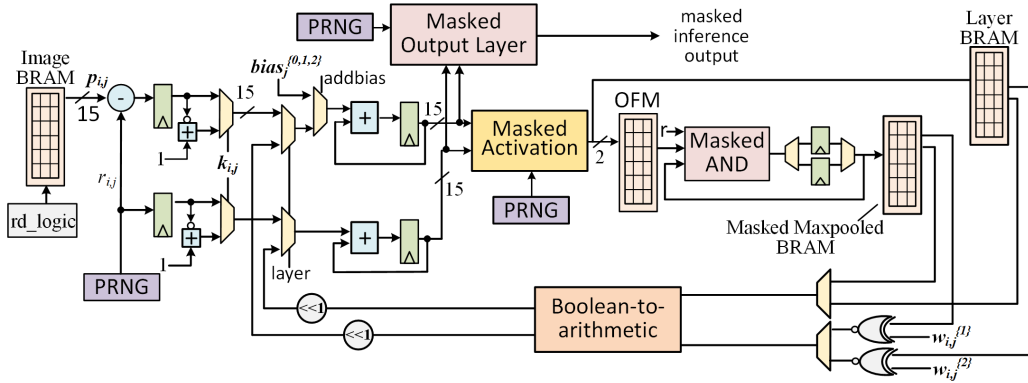 PRNG
Masked
Output Layer
masked
inference
output
Layer
BRAM
Image
BRAM
p_{i,j}
15
-
bias_j^{{0,1,2}}
addbias
15
+
15
+
1
k_{i,j}
r_{i,j}
Masked
Activation
2
OFM
r
Masked
AND
15
PRNG
Masked Maxpooled
BRAM
rd_logic
+
1
+
layer
PRNG
<<1
<<1
Boolean-to-
arithmetic
w_{i,j}^{{1}}
w_{i,j}^{{2}}